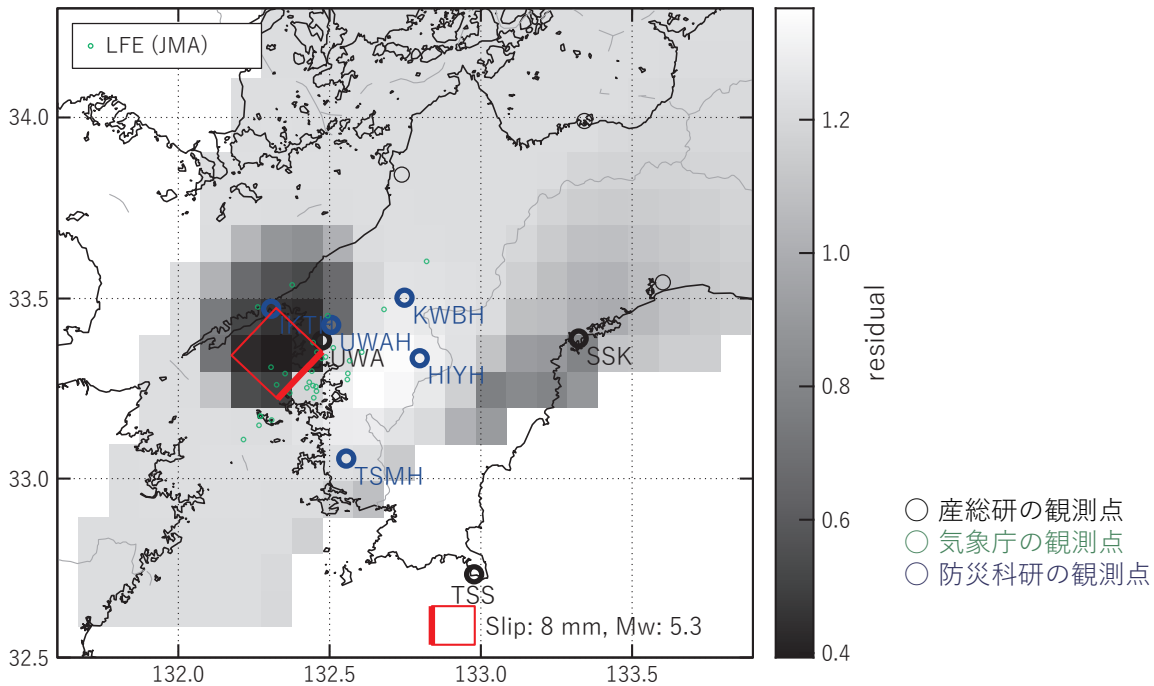 LFE (JMA)
34.0
33.5
33.0
32.5
132.0
132.5
133.0
133.5
IKTH
UWAH
UWA
KWBH
HIYH
TSMH
SSK
TSS
Slip: 8 mm, Mw: 5.3
1.2
1.0
0.8
0.6
0.4
residual
産総研の観測点
気象庁の観測点
防災科研の観測点